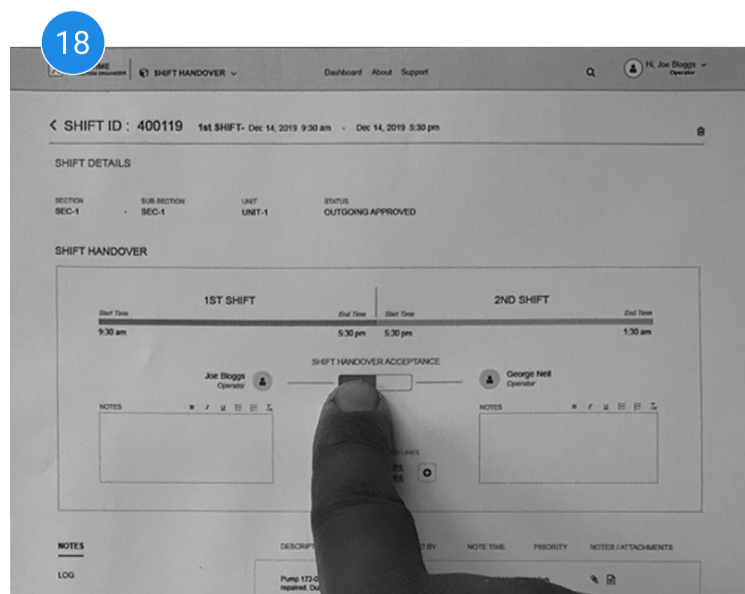 18
SHIFT HANDOVER Dashboard About Support Hi, Joe Bloggs
Operator
SHIFT ID : 400119 1st SHIFT- Dec 14, 2019 9:30 am - Dec 14, 2019 5:30 pm
SHIFT DETAILS
SECTION SUB-SECTION UNIT STATUS
SEC-1 - SEC-1 UNIT-1 OUTGOING APPROVED
SHIFT HANDOVER
1ST SHIFT 2ND SHIFT
Start Time End Time Start Time End Time
9:30 am 5:30 pm 5:30 pm 1:30 am
SHIFT HANDOVER ACCEPTANCE
Joe Bloggs George Neil
Operator Operator
NOTES B I U NOTES B I U
LINKS
NOTES BY NOTE TIME PRIORITY NOTES / ATTACHMENTS
LOG
Pump
repaired.